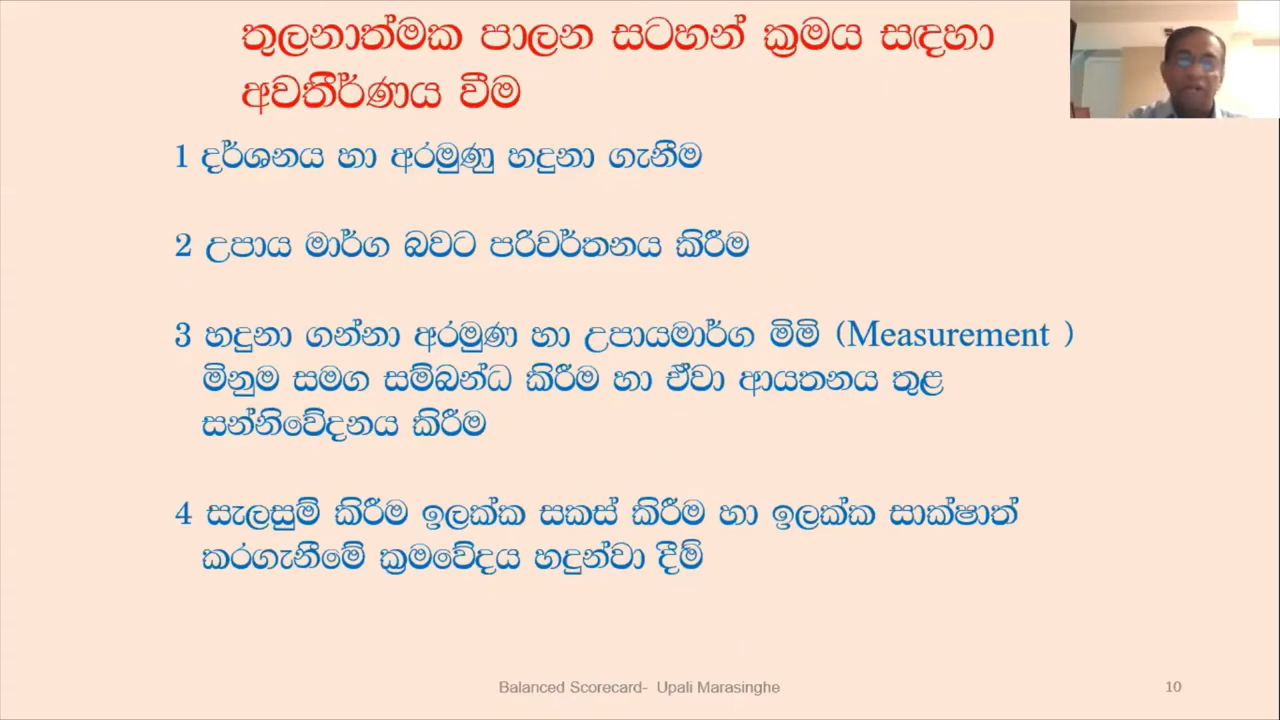 තුලනාත්මක පාලන සටහන් ක්‍රමය සඳහා
අවතීර්ණය වීම
1 දර්ශනය හා අරමුණු හඳුනා ගැනීම
2 උපාය මාර්ග බවට පරිවර්තනය කිරීම
3 හඳුනා ගන්නා අරමුණ හා උපායමාර්ග මිම් (Measurement )
මිනුම සමග සම්බන්ධ කිරීම හා ඒවා ආයතනය තුළ
සන්නිවේදනය කිරීම
4 සැලසුම් කිරීම ඉලක්ක සකස් කිරීම හා ඉලක්ක සාක්ෂාත්
කරගැනීමේ ක්‍රමවේදය හඳුන්වා දීම්
Balanced Scorecard- Upali Marasinghe
10